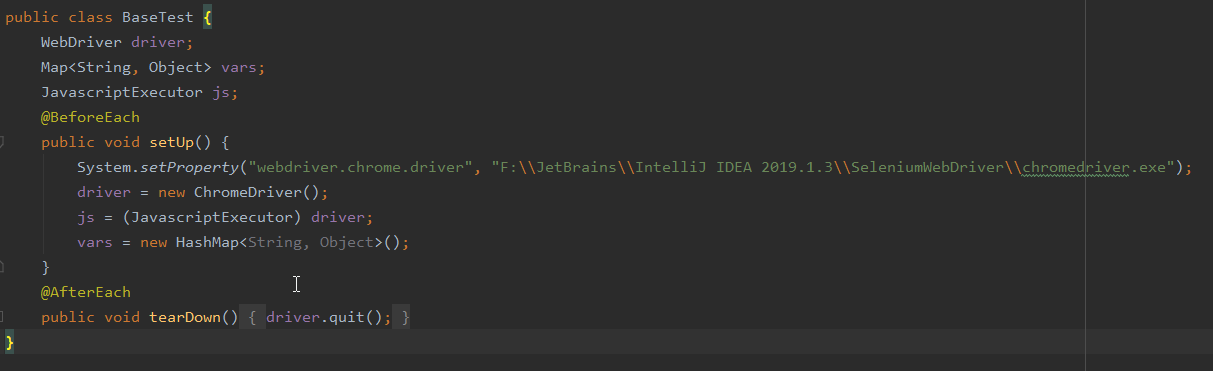 public class BaseTest {
    WebDriver driver;
    Map<String, Object> vars;
    JavascriptExecutor js;
    @BeforeEach
    public void setUp() {
        System.setProperty("webdriver.chrome.driver", "F:\\JetBrains\\IntelliJ IDEA 2019.1.3\\SeleniumWebDriver\\chromedriver.exe");
        driver = new ChromeDriver();
        js = (JavascriptExecutor) driver;
        vars = new HashMap<String, Object>();
    }
    @AfterEach
    public void tearDown() { driver.quit(); }
}